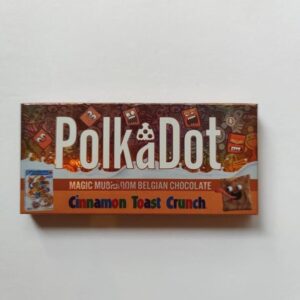 PolkaDot
MAGIC MUSHROOM BELGIAN CHOCOLATE
Cinnamon Toast Crunch